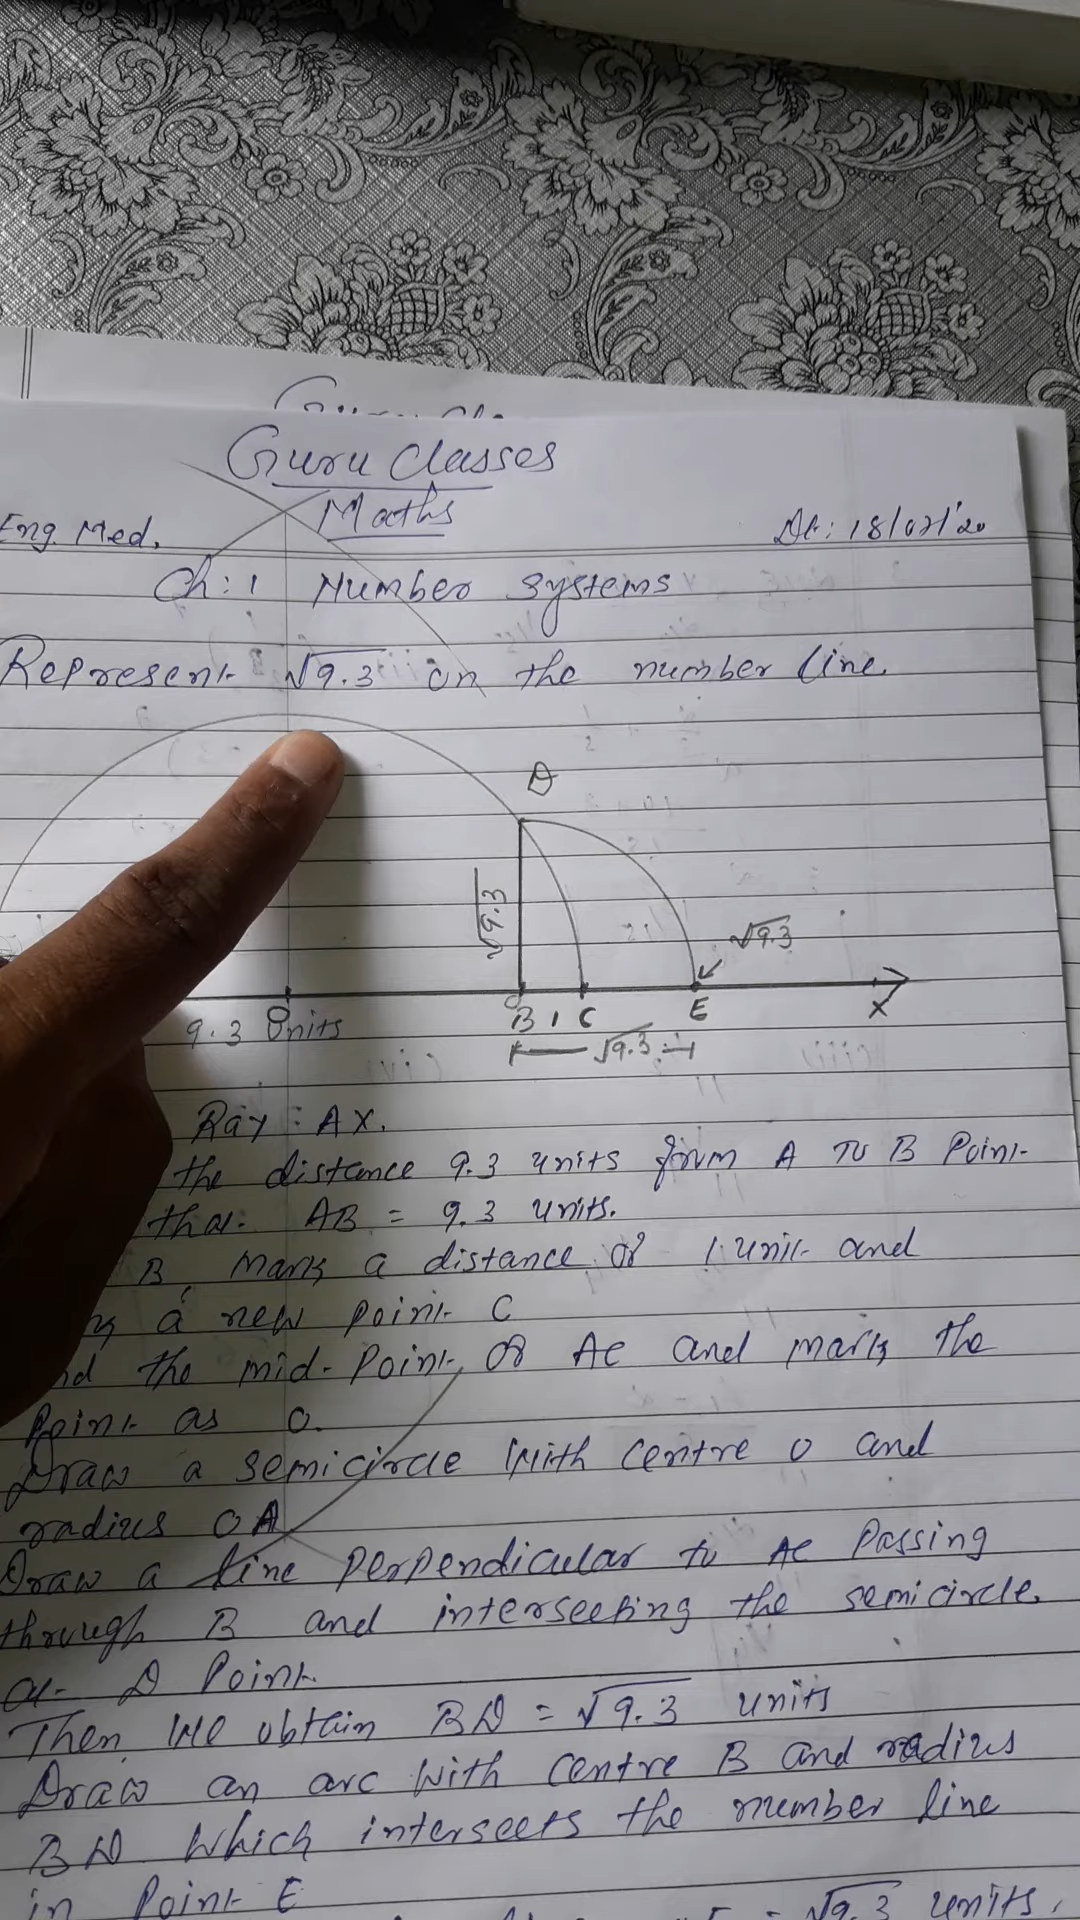 Guru Classes
Maths
Eng. Med.
Dt: 18/07/'20
Ch: 1 Number Systems
Represent √9.3 on the number line.
D
√9.3
√9.3
O B 1 C E X
9.3 Units
√9.3
Ray : AX.
the distance 9.3 units from A to B Point
that AB = 9.3 units.
B, mark a distance of 1 unit and
a new point C
the mid-Point of AC and mark the
Point as O.
Draw a semicircle with centre O and
radius OA
Draw a line perpendicular to AC Passing
through B and interseeting the semicircle.
at D Point.
Then, we obtain BD = √9.3 units
Draw an arc with centre B and radius
BD which interseets the number line
in Point E
= √9.3 units.